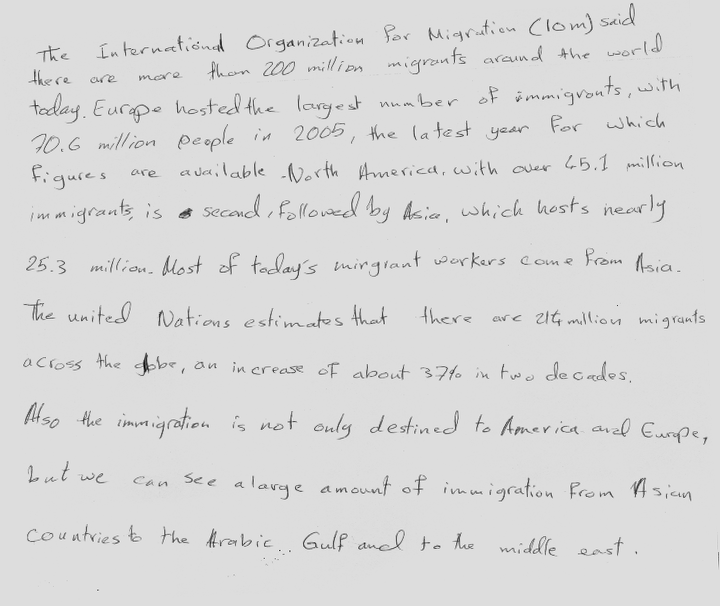 The International Organization For Migration (IOM) said
there are more than 200 million migrants around the world
today. Europe hosted the largest number of immigrants, with
70.6 million people in 2005, the latest year for which
figures are available. North America, with over 45.1 million
immigrants, is second, followed by Asia, which hosts nearly
25.3 million. Most of today's mirgrant workers come from Asia.
The united Nations estimates that there are 214 million migrants
across the globe, an increase of about 37% in two decades.
Also the immigration is not only destined to America and Europe,
but we can see a large amount of immigration from Asian
Countries to the Arabic.. Gulf and to the middle east.